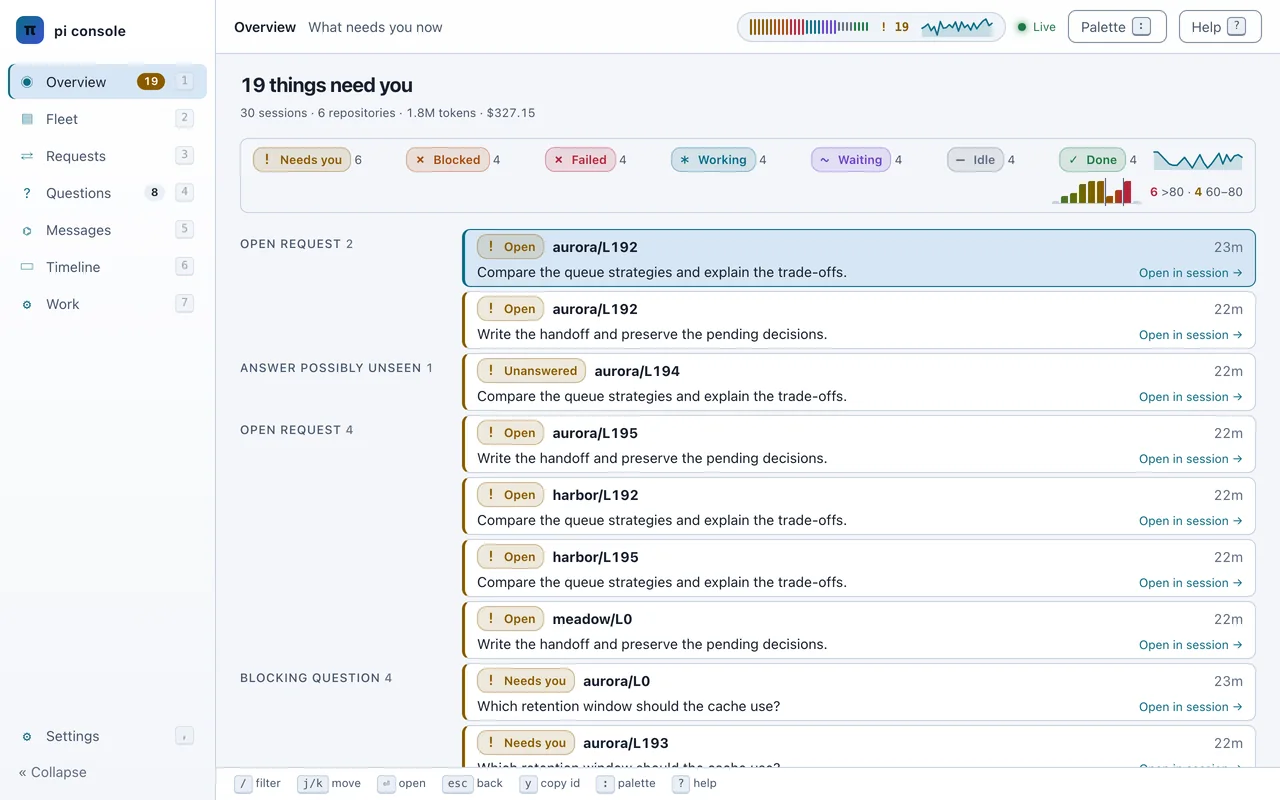 π pi console
Overview 19 1
Fleet 2
Requests 3
Questions 8 4
Messages 5
Timeline 6
Work 7
Settings ,
« Collapse
Overview What needs you now
! 19
Live
Palette :
Help ?
19 things need you
30 sessions · 6 repositories · 1.8M tokens · $327.15
! Needs you 6
× Blocked 4
× Failed 4
∗ Working 4
~ Waiting 4
– Idle 4
✓ Done 4
6 >80 · 4 60–80
OPEN REQUEST 2
! Open aurora/L192 23m
Compare the queue strategies and explain the trade-offs. Open in session →
! Open aurora/L192 22m
Write the handoff and preserve the pending decisions. Open in session →
ANSWER POSSIBLY UNSEEN 1
! Unanswered aurora/L194 22m
Compare the queue strategies and explain the trade-offs. Open in session →
OPEN REQUEST 4
! Open aurora/L195 22m
Write the handoff and preserve the pending decisions. Open in session →
! Open harbor/L192 22m
Compare the queue strategies and explain the trade-offs. Open in session →
! Open harbor/L195 22m
Compare the queue strategies and explain the trade-offs. Open in session →
! Open meadow/L0 22m
Write the handoff and preserve the pending decisions. Open in session →
BLOCKING QUESTION 4
! Needs you aurora/L0 23m
Which retention window should the cache use? Open in session →
! Needs you aurora/L193 22m
Which retention window should the cache use? Open in session →
/ filter j/k move ⏎ open esc back y copy id : palette ? help